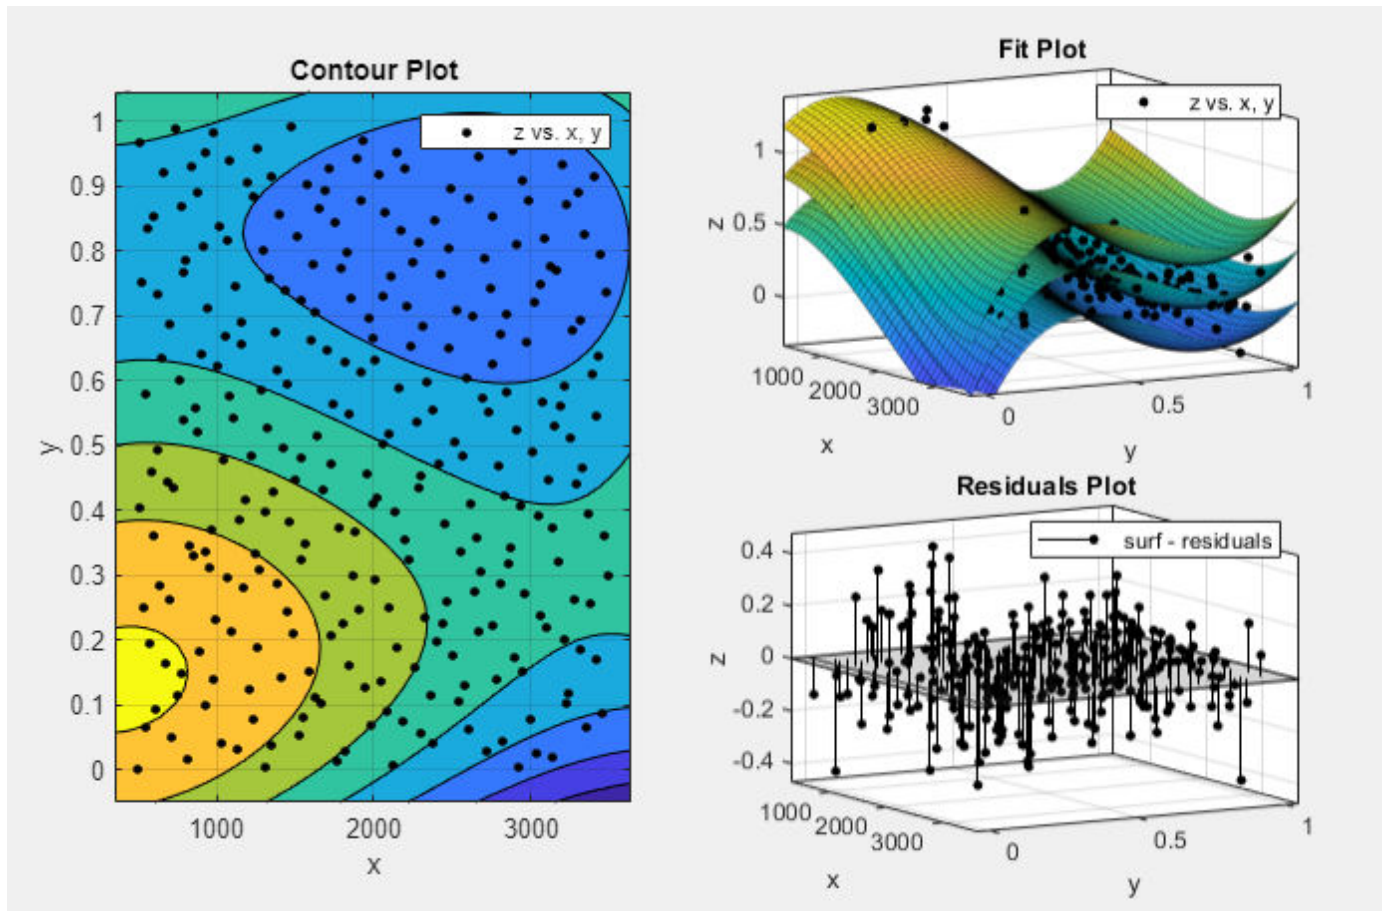 Contour Plot
z vs. x, y
1
0.9
0.8
0.7
0.6
0.5
0.4
0.3
0.2
0.1
0
y
1000 2000 3000
x
Fit Plot
z vs. x, y
1
0.5
0
z
1000
2000
3000
x
0
0.5
1
y
Residuals Plot
surf - residuals
0.4
0.2
0
-0.2
-0.4
z
1000
2000
3000
x
0
0.5
1
y